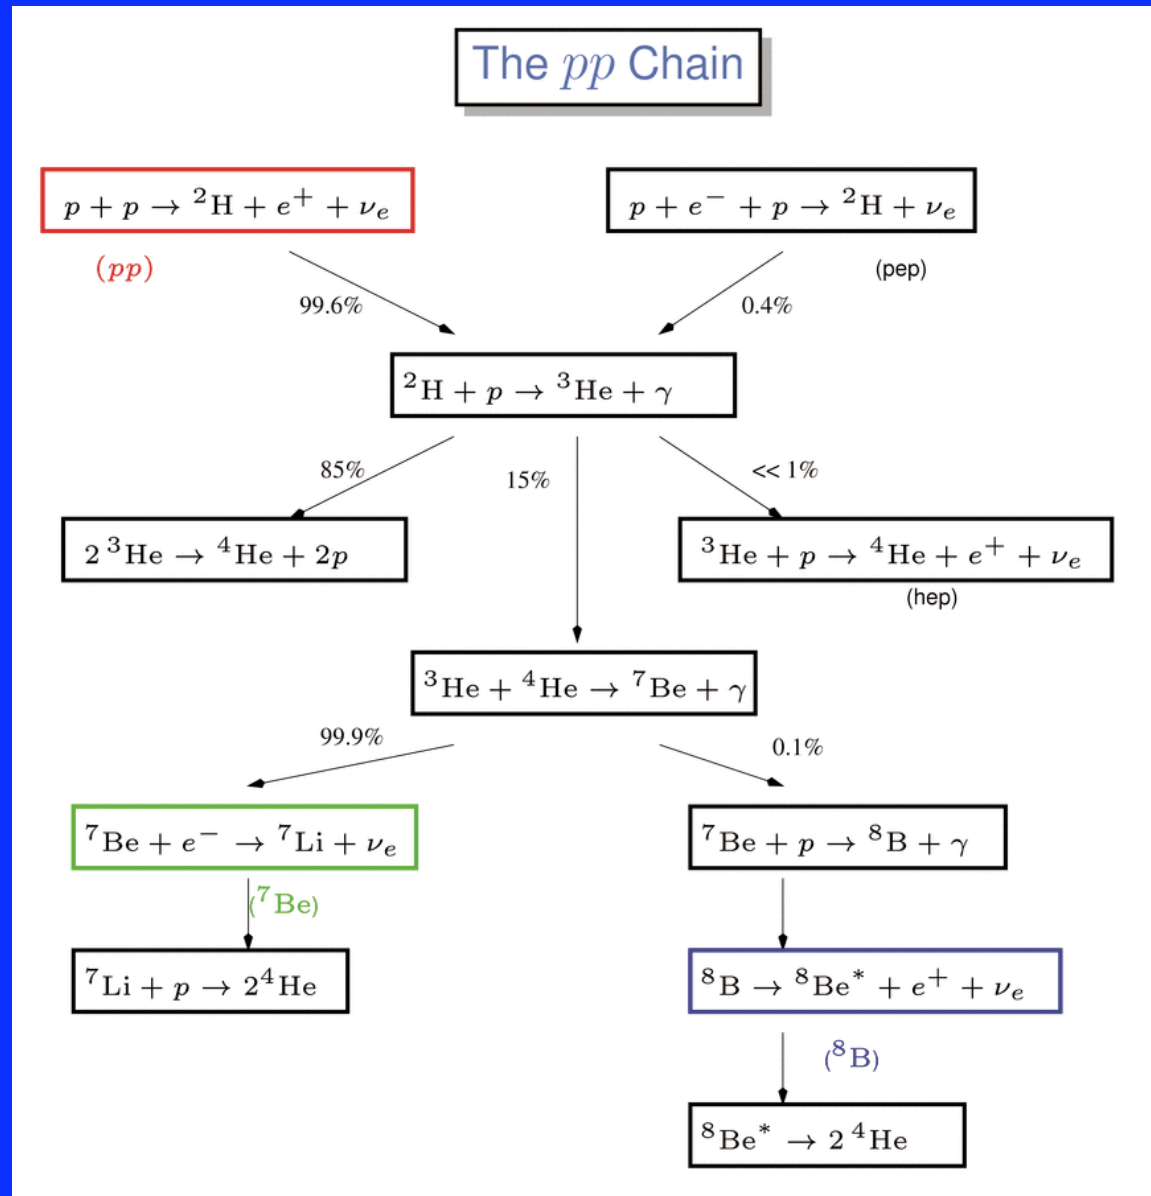 The pp Chain
p + p → ²H + e⁺ + νₑ
p + e⁻ + p → ²H + νₑ
(pp)
(pep)
99.6%
0.4%
²H + p → ³He + γ
85%
15%
<< 1%
2 ³He → ⁴He + 2p
³He + p → ⁴He + e⁺ + νₑ
(hep)
³He + ⁴He → ⁷Be + γ
99.9%
0.1%
⁷Be + e⁻ → ⁷Li + νₑ
⁷Be + p → ⁸B + γ
(⁷Be)
⁷Li + p → 2⁴He
⁸B → ⁸Be* + e⁺ + νₑ
(⁸B)
⁸Be* → 2 ⁴He